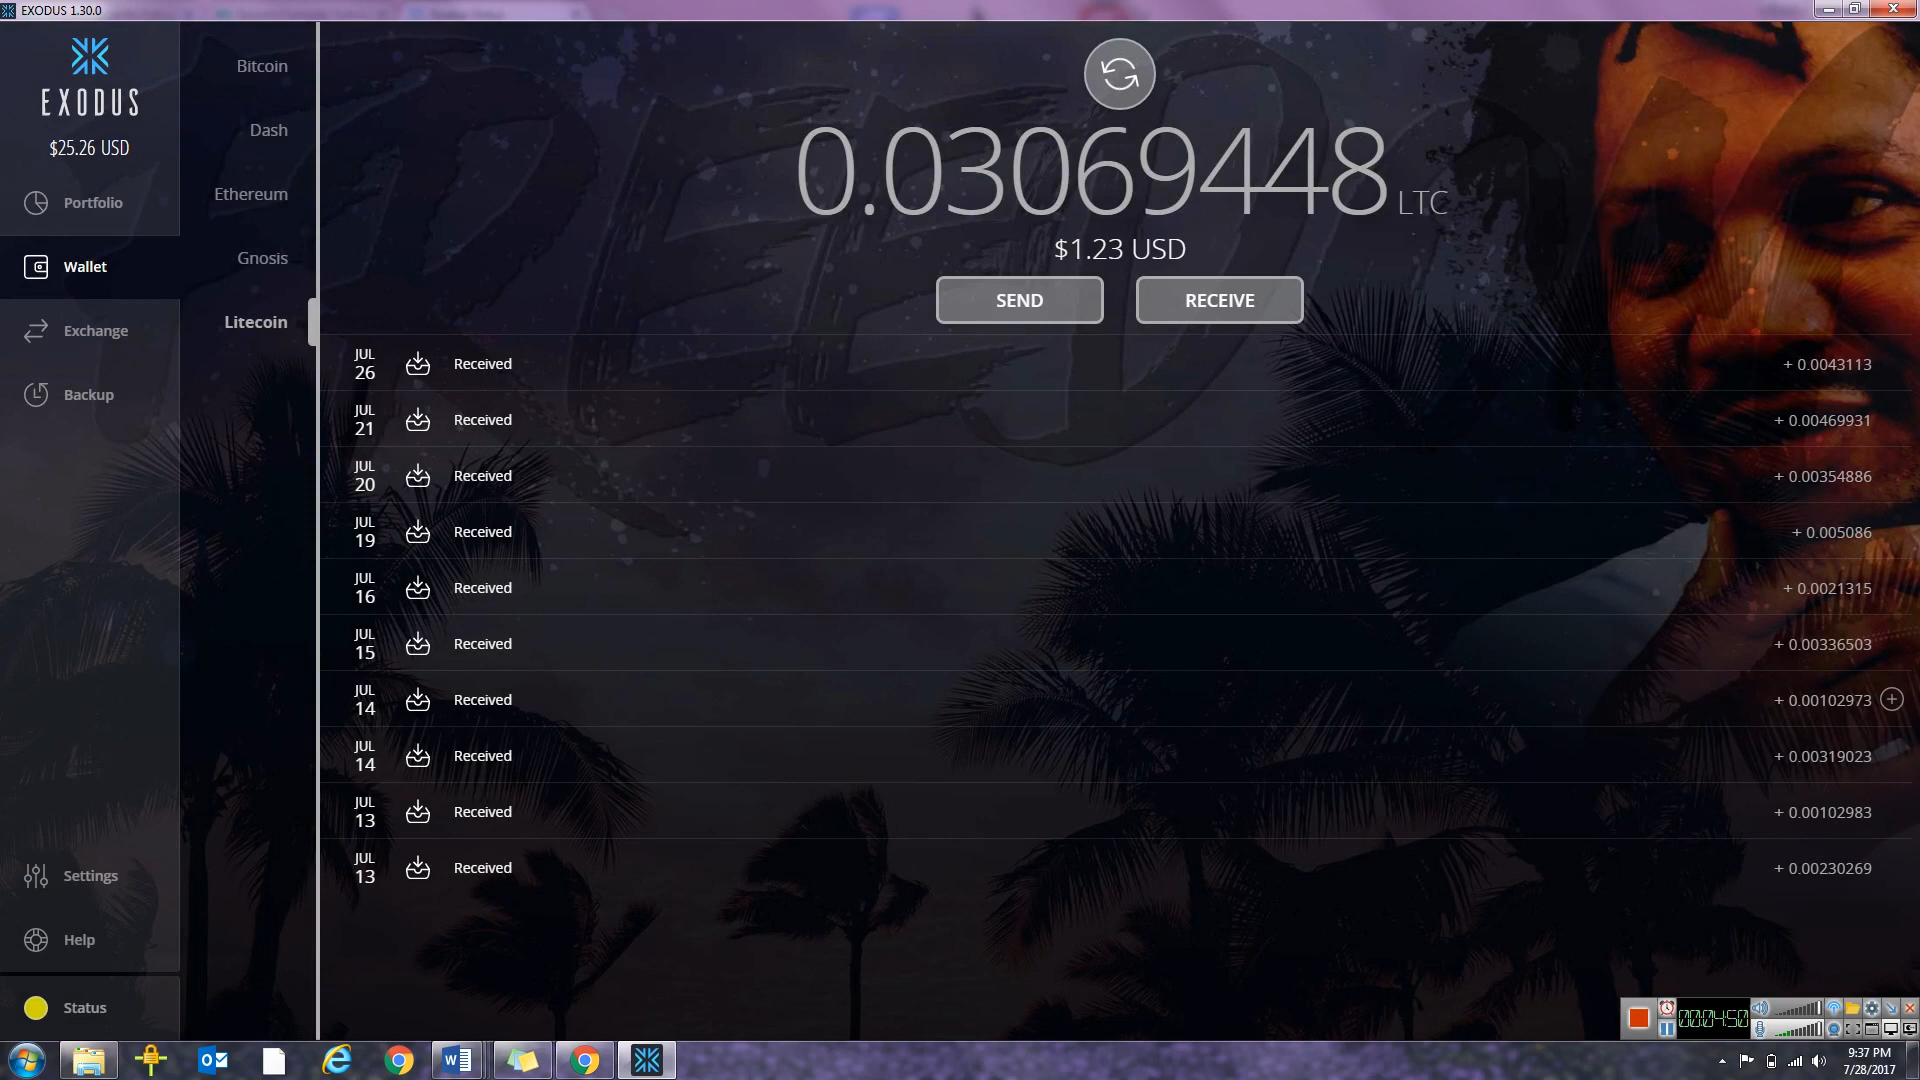 EXODUS 1.30.0
EXODUS
$25.26 USD
Portfolio
Wallet
Exchange
Backup
Settings
Help
Status
Bitcoin
Dash
Ethereum
Gnosis
Litecoin
0.03069448 LTC
$1.23 USD
SEND
RECEIVE
JUL 26 Received + 0.0043113
JUL 21 Received + 0.00469931
JUL 20 Received + 0.00354886
JUL 19 Received + 0.005086
JUL 16 Received + 0.0021315
JUL 15 Received + 0.00336503
JUL 14 Received + 0.00102973
JUL 14 Received + 0.00319023
JUL 13 Received + 0.00102983
JUL 13 Received + 0.00230269
00:04:50
9:37 PM
7/28/2017